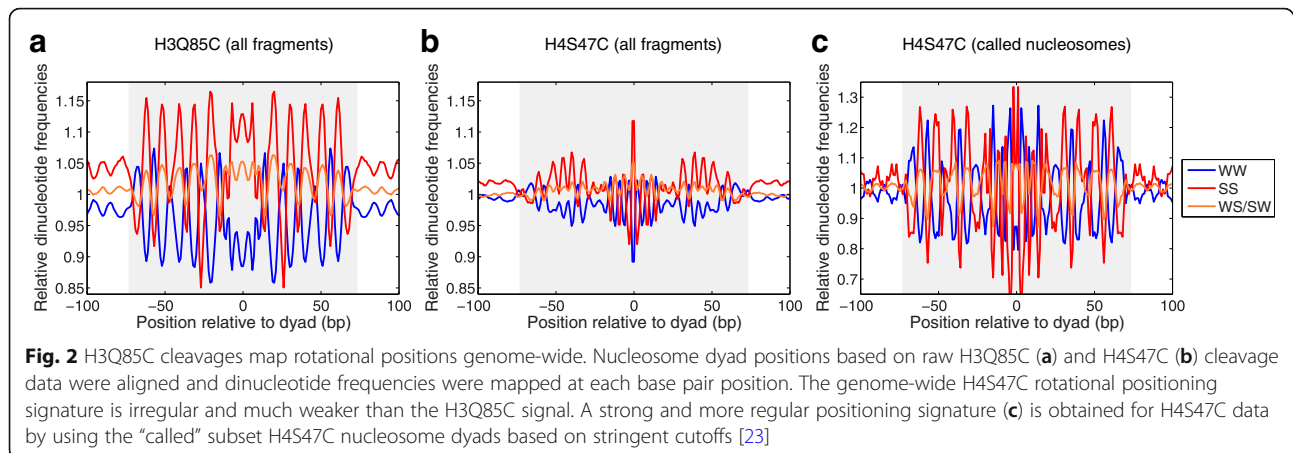 a
H3Q85C (all fragments)
Relative dinucleotide frequencies
1.15
1.1
1.05
1
0.95
0.9
0.85
−100 −50 0 50 100
Position relative to dyad (bp)
b
H4S47C (all fragments)
Relative dinucleotide frequencies
1.15
1.1
1.05
1
0.95
0.9
0.85
−100 −50 0 50 100
Position relative to dyad (bp)
c
H4S47C (called nucleosomes)
Relative dinucleotide frequencies
1.3
1.2
1.1
1
0.9
0.8
0.7
−100 −50 0 50 100
Position relative to dyad (bp)
WW
SS
WS/SW
Fig. 2 H3Q85C cleavages map rotational positions genome-wide. Nucleosome dyad positions based on raw H3Q85C (a) and H4S47C (b) cleavage
data were aligned and dinucleotide frequencies were mapped at each base pair position. The genome-wide H4S47C rotational positioning
signature is irregular and much weaker than the H3Q85C signal. A strong and more regular positioning signature (c) is obtained for H4S47C data
by using the “called” subset H4S47C nucleosome dyads based on stringent cutoffs [23]